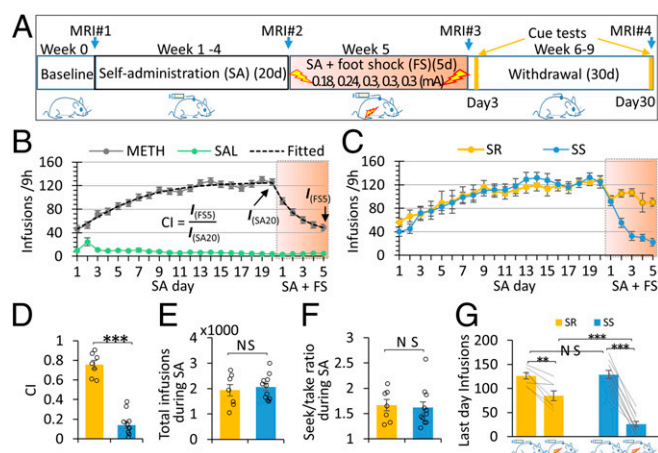 A
MRI#1 MRI#2 MRI#3 Cue tests MRI#4
Week 0 Week 1 -4 Week 5 Week 6-9
Baseline Self-administration (SA) (20d) SA + foot shock (FS)(5d) Withdrawal (30d)
0.18, 0.24, 0.3, 0.3, 0.3 (mA)
Day3 Day30
B
METH SAL Fitted
Infusions /9h
160
120
80
40
0
CI = I(FS5) / I(SA20)
I(SA20)
I(FS5)
1 3 5 7 9 11 13 15 17 19 1 3 5
SA day SA + FS
C
SR SS
Infusions /9h
160
120
80
40
0
1 3 5 7 9 11 13 15 17 19 1 3 5
SA day SA + FS
D
CI
1
0.8
0.6
0.4
0.2
0
***
E
x1000
Total infusions
during SA
4
3
2
1
0
NS
F
Seek/take ratio
during SA
3
2.5
2
1.5
1
N S
G
SR SS
Last day Infusions
200
150
100
50
0
***
N S
**
***